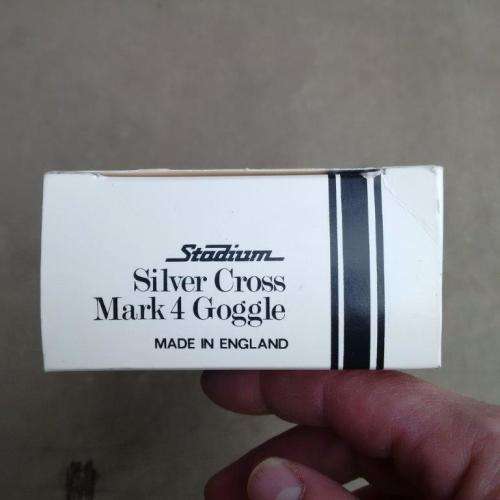 Stadium
Silver Cross
Mark 4 Goggle
MADE IN ENGLAND